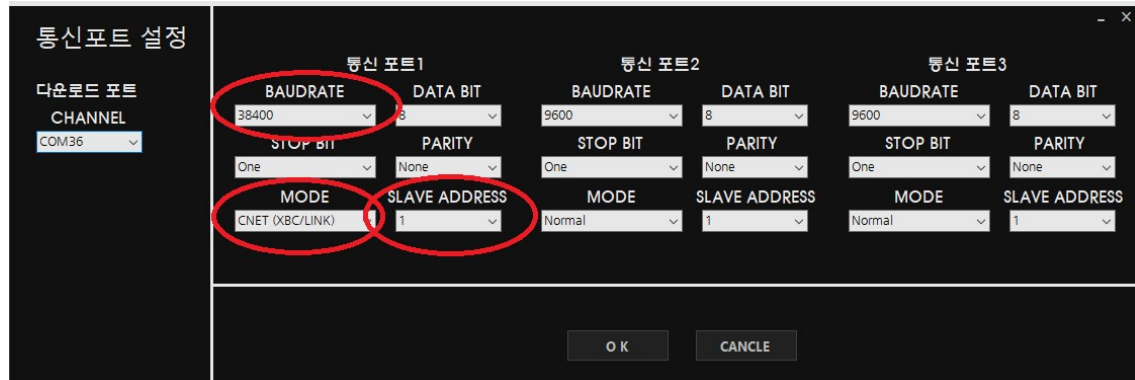 통신포트 설정
다운로드 포트
CHANNEL
COM36
통신 포트1
BAUDRATE DATA BIT
38400 8
STOP BIT PARITY
One None
MODE SLAVE ADDRESS
CNET (XBC/LINK) 1
통신 포트2
BAUDRATE DATA BIT
9600 8
STOP BIT PARITY
One None
MODE SLAVE ADDRESS
Normal 1
통신 포트3
BAUDRATE DATA BIT
9600 8
STOP BIT PARITY
One None
MODE SLAVE ADDRESS
Normal 1
O K CANCLE